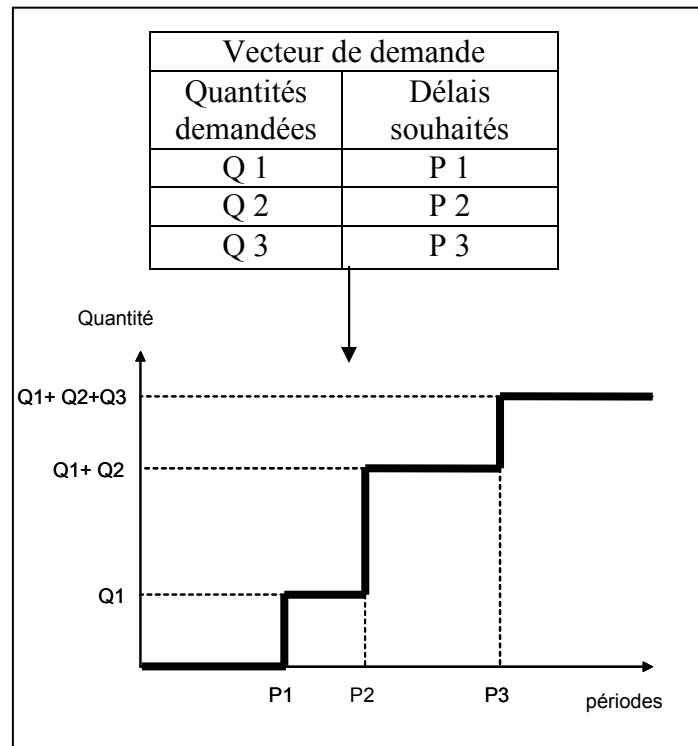 Vecteur de demande
Quantités Délais
demandées souhaités
Q 1 P 1
Q 2 P 2
Q 3 P 3
Quantité
Q1+ Q2+Q3
Q1+ Q2
Q1
P1 P2 P3
périodes